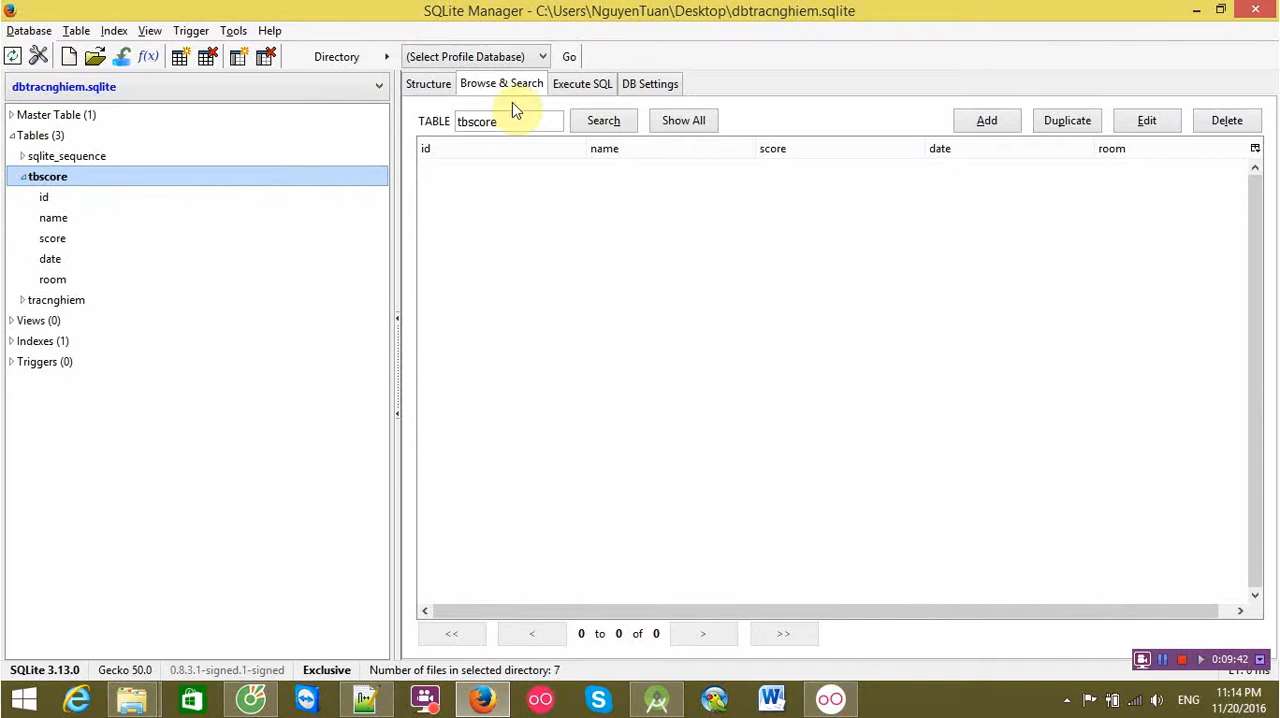 SQLite Manager - C:\Users\NguyenTuan\Desktop\dbtracnghiem.sqlite
Database Table Index View Trigger Tools Help
f(x) Directory (Select Profile Database) Go
dbtracnghiem.sqlite
Structure Browse & Search Execute SQL DB Settings
Master Table (1)
Tables (3)
sqlite_sequence
tbscore
id
name
score
date
room
tracnghiem
Views (0)
Indexes (1)
Triggers (0)
TABLE tbscore Search Show All Add Duplicate Edit Delete
id name score date room
<< < 0 to 0 of 0 > >>
SQLite 3.13.0 Gecko 50.0 0.8.3.1-signed.1-signed Exclusive Number of files in selected directory: 7
0:09:42
ENG
11:14 PM
11/20/2016